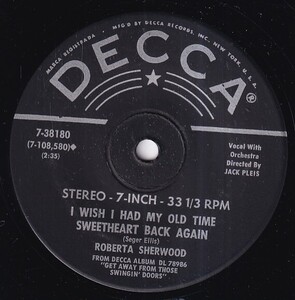 MARCA REGISTRADA
MF'D BY DECCA RECORDS, INC., NEW YORK, U.S.A.
DECCA®
7-38180
(7-108,580)◆
(2:35)
Vocal With
Orchestra
Directed By
JACK PLEIS
STEREO - 7-INCH - 33 1/3 RPM
I WISH I HAD MY OLD TIME
SWEETHEART BACK AGAIN
(Seger Ellis)
ROBERTA SHERWOOD
FROM DECCA ALBUM DL 78986
"GET AWAY FROM THOSE
SWINGIN' DOORS"